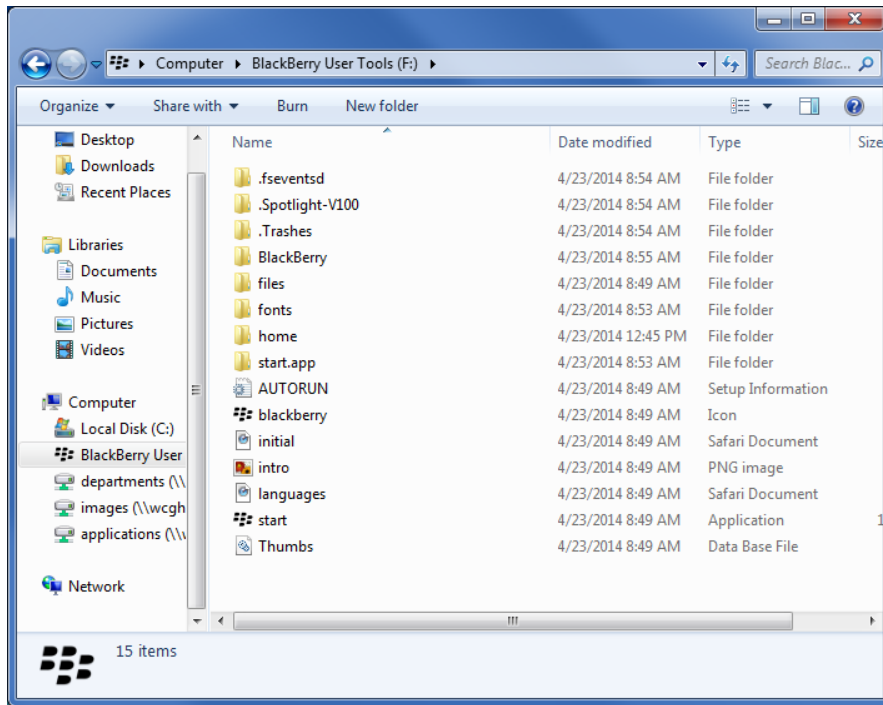 Computer BlackBerry User Tools (F:) Search Blac...
Organize Share with Burn New folder
Desktop
Downloads
Recent Places
Libraries
Documents
Music
Pictures
Videos
Computer
Local Disk (C:)
BlackBerry User
departments (\\
images (\\wcgh
applications (\\
Network
Name Date modified Type Size
.fseventsd 4/23/2014 8:54 AM File folder
.Spotlight-V100 4/23/2014 8:54 AM File folder
.Trashes 4/23/2014 8:54 AM File folder
BlackBerry 4/23/2014 8:55 AM File folder
files 4/23/2014 8:49 AM File folder
fonts 4/23/2014 8:53 AM File folder
home 4/23/2014 12:45 PM File folder
start.app 4/23/2014 8:53 AM File folder
AUTORUN 4/23/2014 8:49 AM Setup Information
blackberry 4/23/2014 8:49 AM Icon
initial 4/23/2014 8:49 AM Safari Document
intro 4/23/2014 8:49 AM PNG image
languages 4/23/2014 8:49 AM Safari Document
start 4/23/2014 8:49 AM Application 1
Thumbs 4/23/2014 8:49 AM Data Base File
15 items